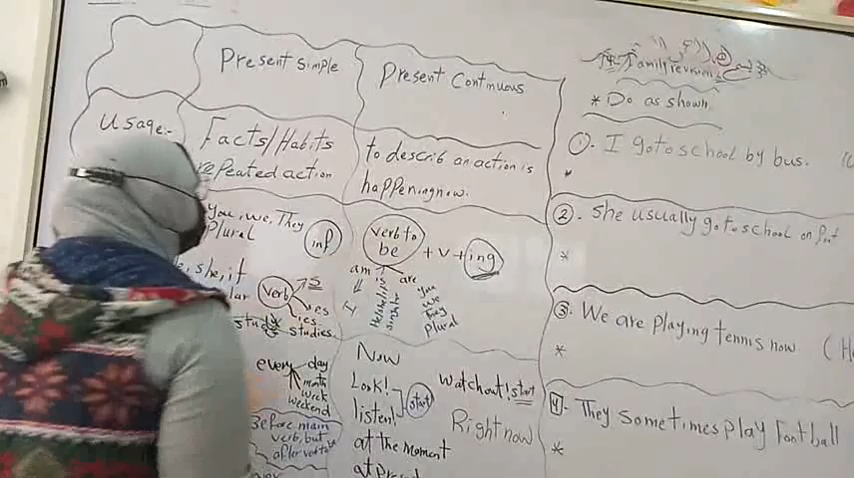 Present Simple
Present Continuous
Usage:-
Facts/Habits
repeated action
to describe an action is
happening now.
you, we, They
Plural
inf
verb to
be
+ V + ing
am is are
He she it
singular
You
We
They
plural
he, she, it
verb
s
es
ies
study studies
every day
month
week
weekend
Before main
verb, but
after verb to be
Now
Look!
listen!
start
at the moment
at Present
Watch out! start
Right now
Family revision
* Do as shown.
①. I go to school by bus.
*
②. She usually go to school on foot
*
③. We are playing tennis now. (H
*
4. They sometimes play football
*